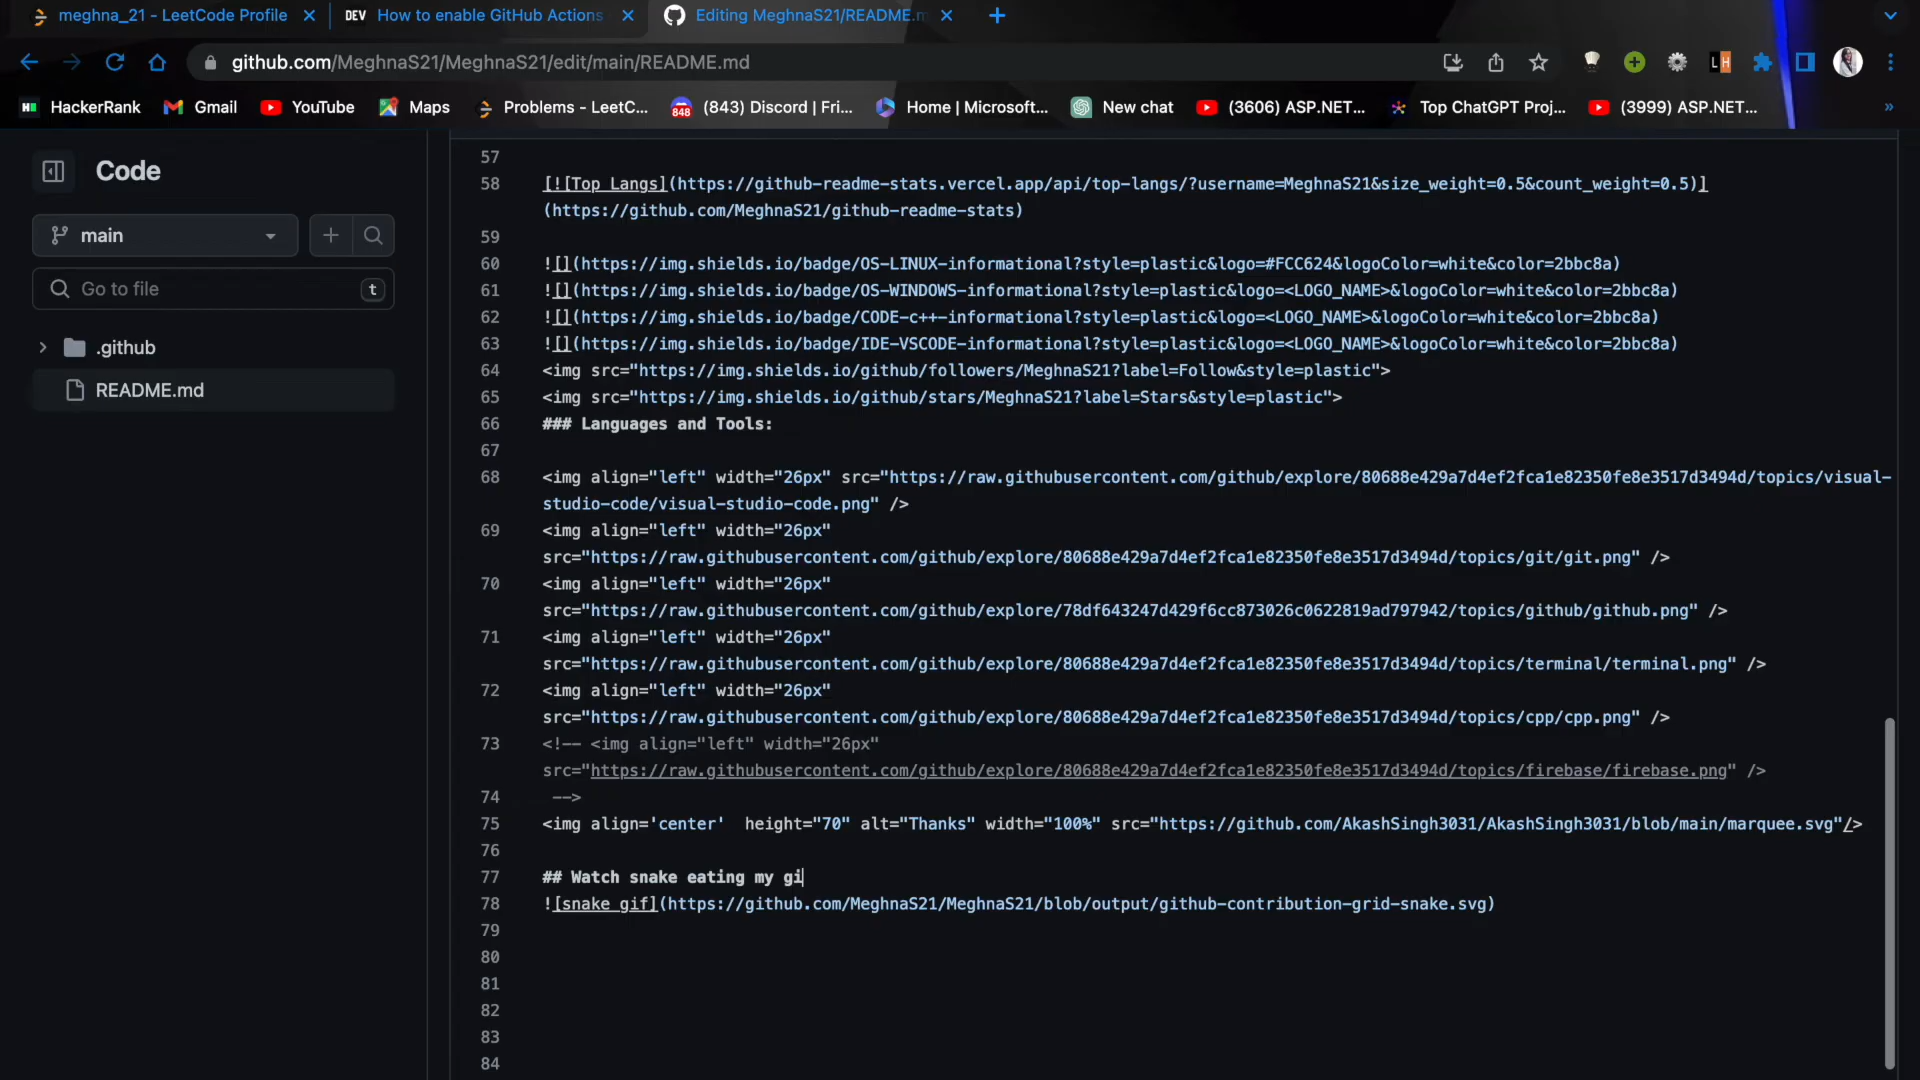 meghna_21 - LeetCode Profile
DEV How to enable GitHub Actions
Editing MeghnaS21/README.m
github.com/MeghnaS21/MeghnaS21/edit/main/README.md
HackerRank
Gmail
YouTube
Maps
Problems - LeetC...
848 (843) Discord | Fri...
Home | Microsoft...
New chat
(3606) ASP.NET...
Top ChatGPT Proj...
(3999) ASP.NET...
»
Code
main
Go to file
t
.github
README.md
57
58 [![Top Langs](https://github-readme-stats.vercel.app/api/top-langs/?username=MeghnaS21&size_weight=0.5&count_weight=0.5)]
(https://github.com/MeghnaS21/github-readme-stats)
59
60 ![](https://img.shields.io/badge/OS-LINUX-informational?style=plastic&logo=#FCC624&logoColor=white&color=2bbc8a)
61 ![](https://img.shields.io/badge/OS-WINDOWS-informational?style=plastic&logo=<LOGO_NAME>&logoColor=white&color=2bbc8a)
62 ![](https://img.shields.io/badge/CODE-c++-informational?style=plastic&logo=<LOGO_NAME>&logoColor=white&color=2bbc8a)
63 ![](https://img.shields.io/badge/IDE-VSCODE-informational?style=plastic&logo=<LOGO_NAME>&logoColor=white&color=2bbc8a)
64 <img src="https://img.shields.io/github/followers/MeghnaS21?label=Follow&style=plastic">
65 <img src="https://img.shields.io/github/stars/MeghnaS21?label=Stars&style=plastic">
66 ### Languages and Tools:
67
68 <img align="left" width="26px" src="https://raw.githubusercontent.com/github/explore/80688e429a7d4ef2fca1e82350fe8e3517d3494d/topics/visual-
studio-code/visual-studio-code.png" />
69 <img align="left" width="26px"
src="https://raw.githubusercontent.com/github/explore/80688e429a7d4ef2fca1e82350fe8e3517d3494d/topics/git/git.png" />
70 <img align="left" width="26px"
src="https://raw.githubusercontent.com/github/explore/78df643247d429f6cc873026c0622819ad797942/topics/github/github.png" />
71 <img align="left" width="26px"
src="https://raw.githubusercontent.com/github/explore/80688e429a7d4ef2fca1e82350fe8e3517d3494d/topics/terminal/terminal.png" />
72 <img align="left" width="26px"
src="https://raw.githubusercontent.com/github/explore/80688e429a7d4ef2fca1e82350fe8e3517d3494d/topics/cpp/cpp.png" />
73 <!-- <img align="left" width="26px"
src="https://raw.githubusercontent.com/github/explore/80688e429a7d4ef2fca1e82350fe8e3517d3494d/topics/firebase/firebase.png" />
74 -->
75 <img align='center'  height="70" alt="Thanks" width="100%" src="https://github.com/AkashSingh3031/AkashSingh3031/blob/main/marquee.svg"/>
76
77 ## Watch snake eating my gi
78 ![snake gif](https://github.com/MeghnaS21/MeghnaS21/blob/output/github-contribution-grid-snake.svg)
79
80
81
82
83
84